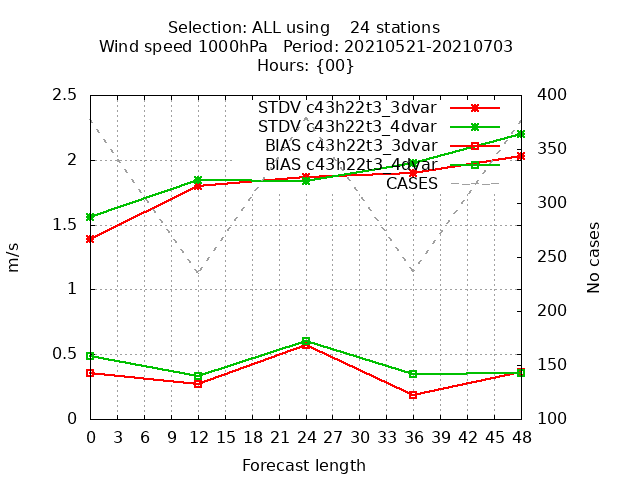 Selection: ALL using    24 stations
Wind speed 1000hPa   Period: 20210521-20210703
Hours: {00}
2.5
2
1.5
1
0.5
0
m/s
STDV c43h22t3_3dvar
STDV c43h22t3_4dvar
BIAS c43h22t3_3dvar
BIAS c43h22t3_4dvar
CASES
400
350
300
250
200
150
100
No cases
0 3 6 9 12 15 18 21 24 27 30 33 36 39 42 45 48
Forecast length